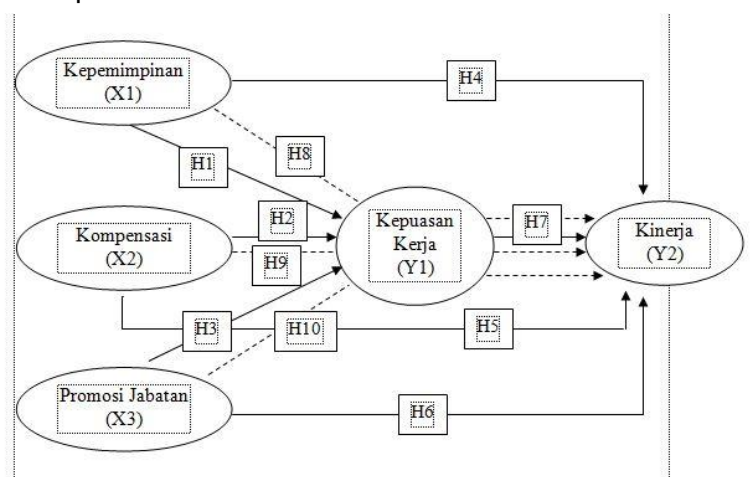 Kepemimpinan
(X1)
H4
H1
H8
Kompensasi
(X2)
H2
H9
Kepuasan
Kerja
(Y1)
H7
Kinerja
(Y2)
H3
H10
H5
Promosi Jabatan
(X3)
H6